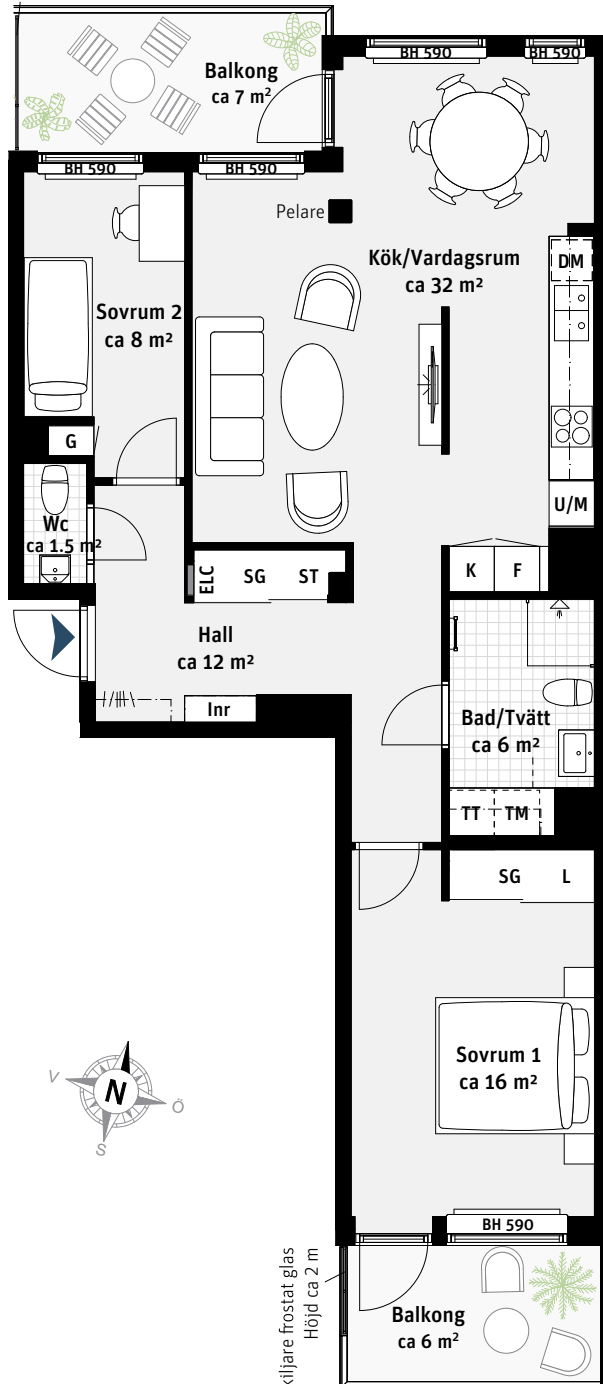 BH 590
BH 590
Balkong
ca 7 m²
BH 590
BH 590
Pelare
Kök/Vardagsrum
ca 32 m²
DM
Sovrum 2
ca 8 m²
G
U/M
Wc
ca 1.5 m²
ELC
SG
ST
K
F
Hall
ca 12 m²
Inr
Bad/Tvätt
ca 6 m²
TT
TM
SG
L
Sovrum 1
ca 16 m²
N
V
Ö
S
BH 590
kiljare frostat glas
Höjd ca 2 m
Balkong
ca 6 m²